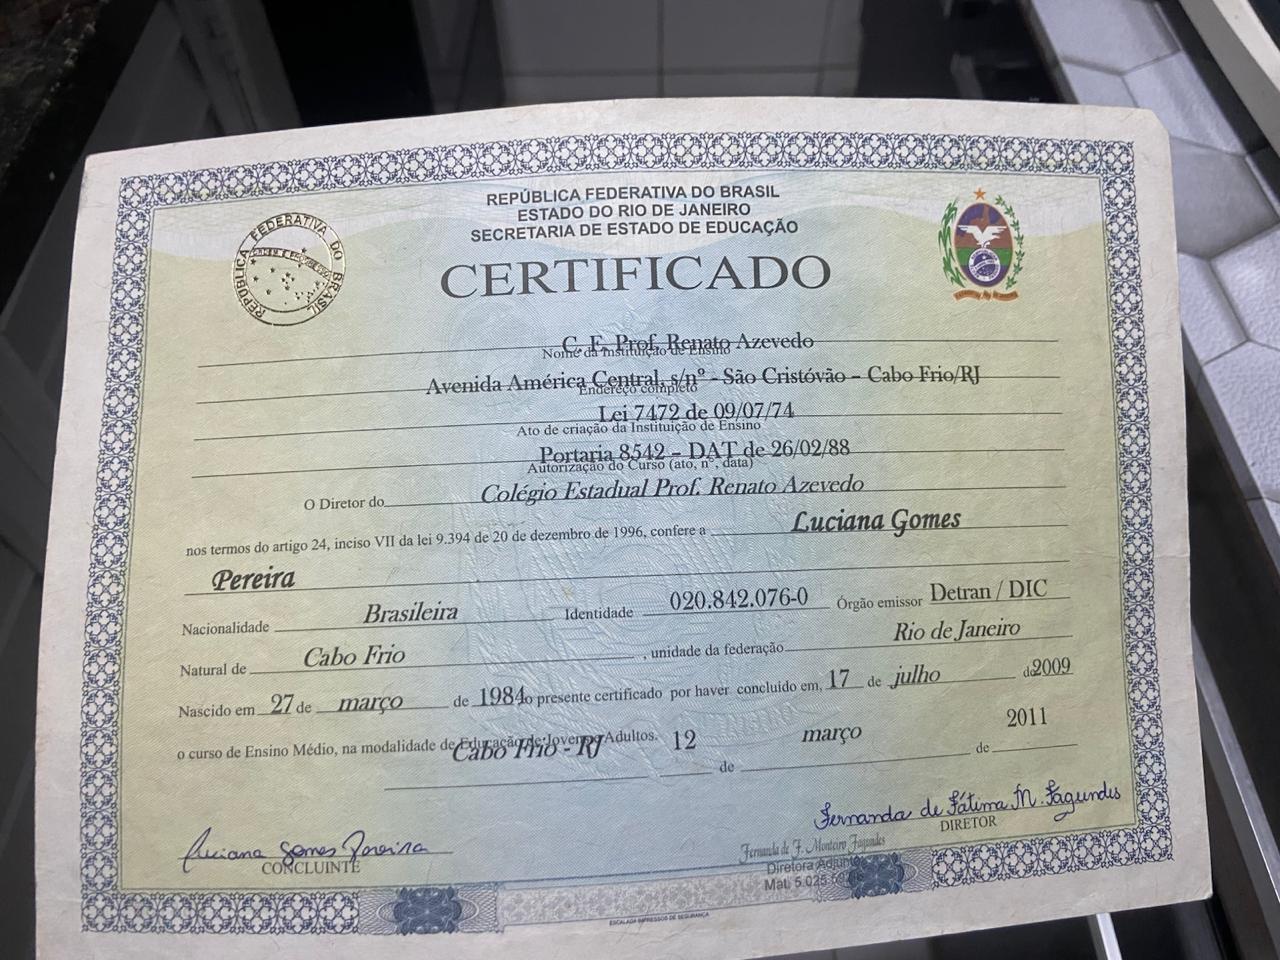 REPÚBLICA FEDERATIVA DO BRASIL
ESTADO DO RIO DE JANEIRO
SECRETARIA DE ESTADO DE EDUCAÇÃO
REPÚBLICA FEDERATIVA DO BRASIL
CERTIFICADO
C. E. Prof. Renato Azevedo
Nome da Instituição de Ensino
Avenida América Central, s/nº - São Cristóvão – Cabo Frio/RJ
Endereço completo
Lei 7472 de 09/07/74
Ato de criação da Instituição de Ensino
Portaria 8542 – DAT de 26/02/88
Autorização do Curso (ato, nº, data)
O Diretor do Colégio Estadual Prof. Renato Azevedo
nos termos do artigo 24, inciso VII da lei 9.394 de 20 de dezembro de 1996, confere a Luciana Gomes
Pereira
Nacionalidade Brasileira Identidade 020.842.076-0 Órgão emissor Detran / DIC
Natural de Cabo Frio , unidade da federação Rio de Janeiro
Nascido em 27 de março de 1984 o presente certificado por haver concluído em, 17 de julho de 2009
o curso de Ensino Médio, na modalidade de Educação de Jovens e Adultos.
Cabo Frio - RJ 12 de março de 2011
Luciana Gomes Pereira
CONCLUINTE
Fernanda de Fátima M. Fagundes
DIRETOR
Fernanda de F. Monteiro Fagundes
Diretora Adjunta
Mat. 5.025
ESCALADA IMPRESSOS DE SEGURANÇA